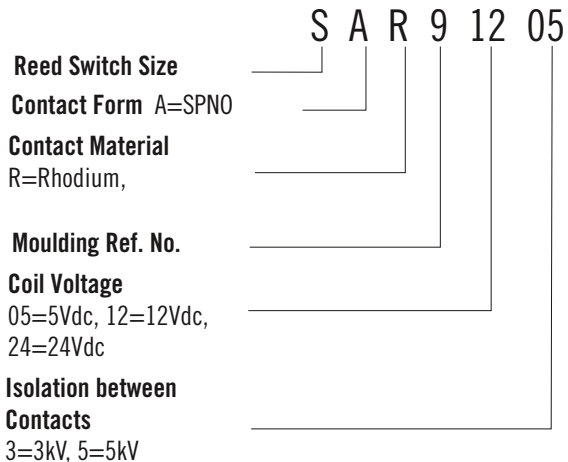 S A R 9 12 05
Reed Switch Size
Contact Form A=SPNO
Contact Material
R=Rhodium,
Moulding Ref. No.
Coil Voltage
05=5Vdc, 12=12Vdc,
24=24Vdc
Isolation between
Contacts
3=3kV, 5=5kV